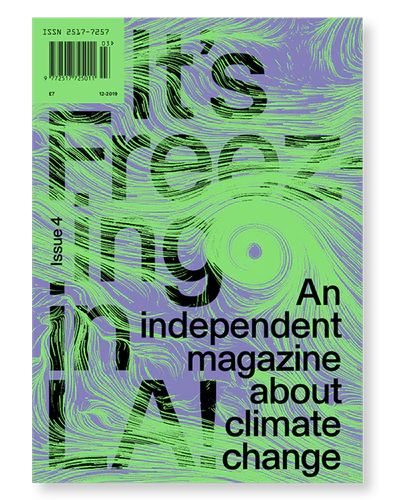 ISSN 2517-7257
03>
9 772517 725011
£7
12-2019
It's
Freez
ing
in
LA!
Issue 4
An
independent
magazine
about
climate
change